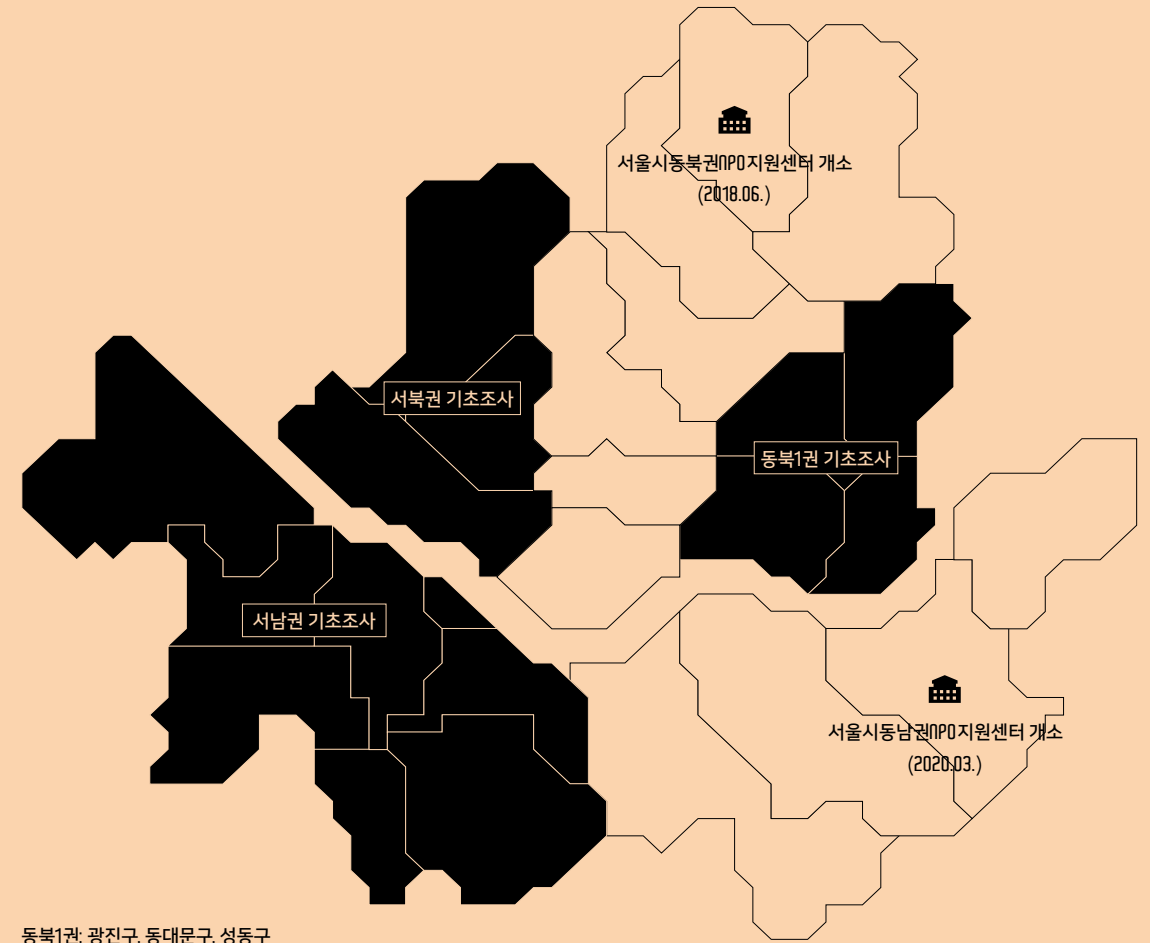 서울시동북권NPO지원센터 개소
(2018.06.)
서북권 기초조사
동북1권 기초조사
서남권 기초조사
서울시동남권NPO지원센터 개소
(2020.03.)
동북1권: 광진구, 동대문구, 성동구